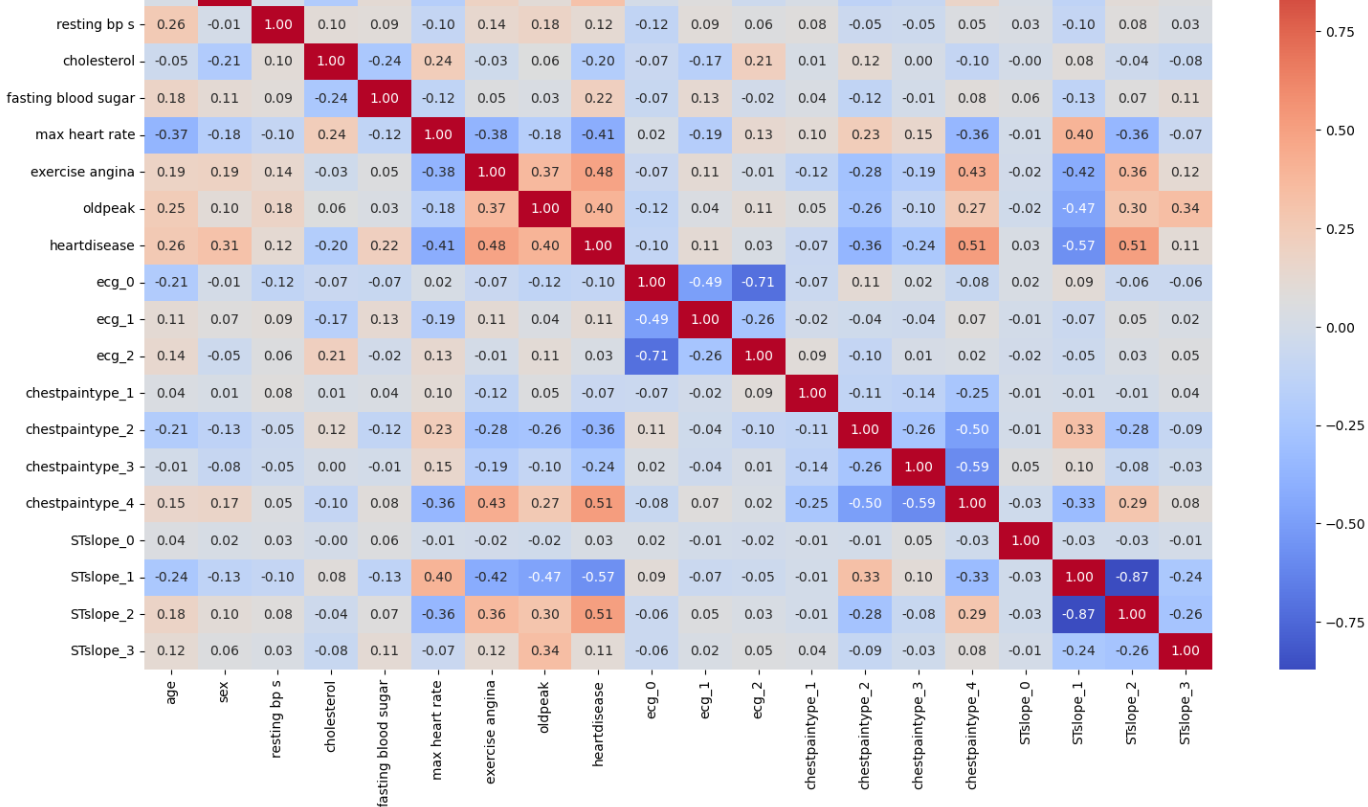 resting bp s 0.26 -0.01 1.00 0.10 0.09 -0.10 0.14 0.18 0.12 -0.12 0.09 0.06 0.08 -0.05 -0.05 0.05 0.03 -0.10 0.08 0.03
cholesterol -0.05 -0.21 0.10 1.00 -0.24 0.24 -0.03 0.06 -0.20 -0.07 -0.17 0.21 0.01 0.12 0.00 -0.10 -0.00 0.08 -0.04 -0.08
fasting blood sugar 0.18 0.11 0.09 -0.24 1.00 -0.12 0.05 0.03 0.22 -0.07 0.13 -0.02 0.04 -0.12 -0.01 0.08 0.06 -0.13 0.07 0.11
max heart rate -0.37 -0.18 -0.10 0.24 -0.12 1.00 -0.38 -0.18 -0.41 0.02 -0.19 0.13 0.10 0.23 0.15 -0.36 -0.01 0.40 -0.36 -0.07
exercise angina 0.19 0.19 0.14 -0.03 0.05 -0.38 1.00 0.37 0.48 -0.07 0.11 -0.01 -0.12 -0.28 -0.19 0.43 -0.02 -0.42 0.36 0.12
oldpeak 0.25 0.10 0.18 0.06 0.03 -0.18 0.37 1.00 0.40 -0.12 0.04 0.11 0.05 -0.26 -0.10 0.27 -0.02 -0.47 0.30 0.34
heartdisease 0.26 0.31 0.12 -0.20 0.22 -0.41 0.48 0.40 1.00 -0.10 0.11 0.03 -0.07 -0.36 -0.24 0.51 0.03 -0.57 0.51 0.11
ecg_0 -0.21 -0.01 -0.12 -0.07 -0.07 0.02 -0.07 -0.12 -0.10 1.00 -0.49 -0.71 -0.07 0.11 0.02 -0.08 0.02 0.09 -0.06 -0.06
ecg_1 0.11 0.07 0.09 -0.17 0.13 -0.19 0.11 0.04 0.11 -0.49 1.00 -0.26 -0.02 -0.04 -0.04 0.07 -0.01 -0.07 0.05 0.02
ecg_2 0.14 -0.05 0.06 0.21 -0.02 0.13 -0.01 0.11 0.03 -0.71 -0.26 1.00 0.09 -0.10 0.01 0.02 -0.02 -0.05 0.03 0.05
chestpaintype_1 0.04 0.01 0.08 0.01 0.04 0.10 -0.12 0.05 -0.07 -0.07 -0.02 0.09 1.00 -0.11 -0.14 -0.25 -0.01 -0.01 -0.01 0.04
chestpaintype_2 -0.21 -0.13 -0.05 0.12 -0.12 0.23 -0.28 -0.26 -0.36 0.11 -0.04 -0.10 -0.11 1.00 -0.26 -0.50 -0.01 0.33 -0.28 -0.09
chestpaintype_3 -0.01 -0.08 -0.05 0.00 -0.01 0.15 -0.19 -0.10 -0.24 0.02 -0.04 0.01 -0.14 -0.26 1.00 -0.59 0.05 0.10 -0.08 -0.03
chestpaintype_4 0.15 0.17 0.05 -0.10 0.08 -0.36 0.43 0.27 0.51 -0.08 0.07 0.02 -0.25 -0.50 -0.59 1.00 -0.03 -0.33 0.29 0.08
STslope_0 0.04 0.02 0.03 -0.00 0.06 -0.01 -0.02 -0.02 0.03 0.02 -0.01 -0.02 -0.01 -0.01 0.05 -0.03 1.00 -0.03 -0.03 -0.01
STslope_1 -0.24 -0.13 -0.10 0.08 -0.13 0.40 -0.42 -0.47 -0.57 0.09 -0.07 -0.05 -0.01 0.33 0.10 -0.33 -0.03 1.00 -0.87 -0.24
STslope_2 0.18 0.10 0.08 -0.04 0.07 -0.36 0.36 0.30 0.51 -0.06 0.05 0.03 -0.01 -0.28 -0.08 0.29 -0.03 -0.87 1.00 -0.26
STslope_3 0.12 0.06 0.03 -0.08 0.11 -0.07 0.12 0.34 0.11 -0.06 0.02 0.05 0.04 -0.09 -0.03 0.08 -0.01 -0.24 -0.26 1.00
age
sex
resting bp s
cholesterol
fasting blood sugar
max heart rate
exercise angina
oldpeak
heartdisease
ecg_0
ecg_1
ecg_2
chestpaintype_1
chestpaintype_2
chestpaintype_3
chestpaintype_4
STslope_0
STslope_1
STslope_2
STslope_3
0.75
0.50
0.25
0.00
−0.25
−0.50
−0.75